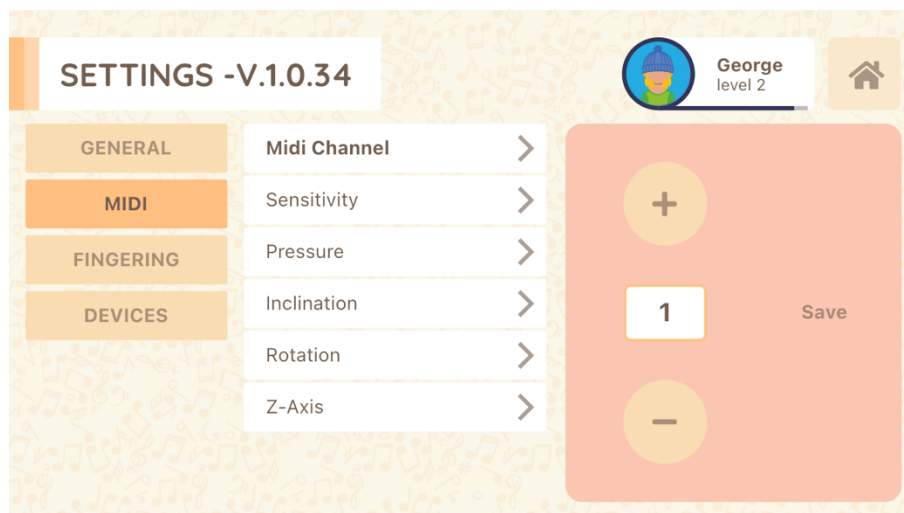 SETTINGS -V.1.0.34
George
level 2
GENERAL
MIDI
FINGERING
DEVICES
Midi Channel
Sensitivity
Pressure
Inclination
Rotation
Z-Axis
+
1
Save
−